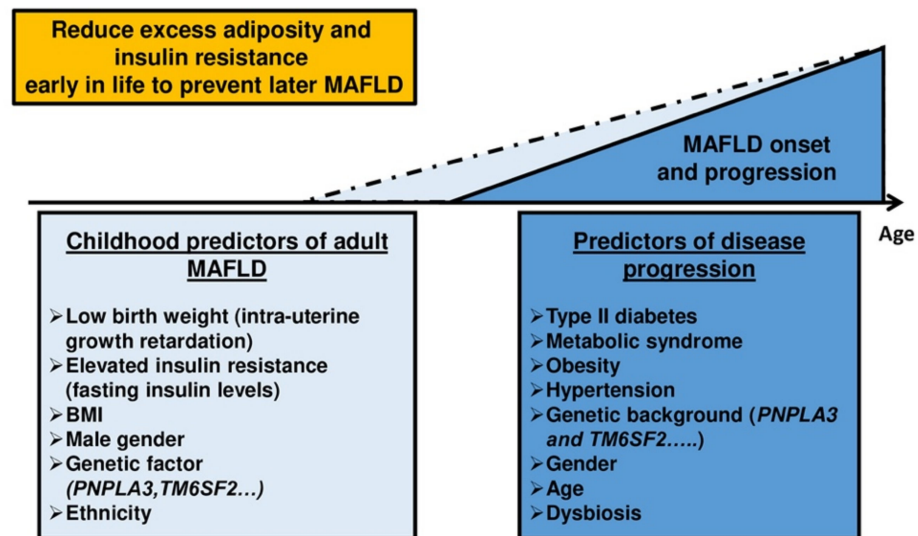 Reduce excess adiposity and
insulin resistance
early in life to prevent later MAFLD
MAFLD onset
and progression
Age
Childhood predictors of adult
MAFLD
➢Low birth weight (intra-uterine
growth retardation)
➢Elevated insulin resistance
(fasting insulin levels)
➢BMI
➢Male gender
➢Genetic factor
(PNPLA3,TM6SF2…)
➢Ethnicity
Predictors of disease
progression
➢Type II diabetes
➢Metabolic syndrome
➢Obesity
➢Hypertension
➢Genetic background (PNPLA3
and TM6SF2…..)
➢Gender
➢Age
➢Dysbiosis